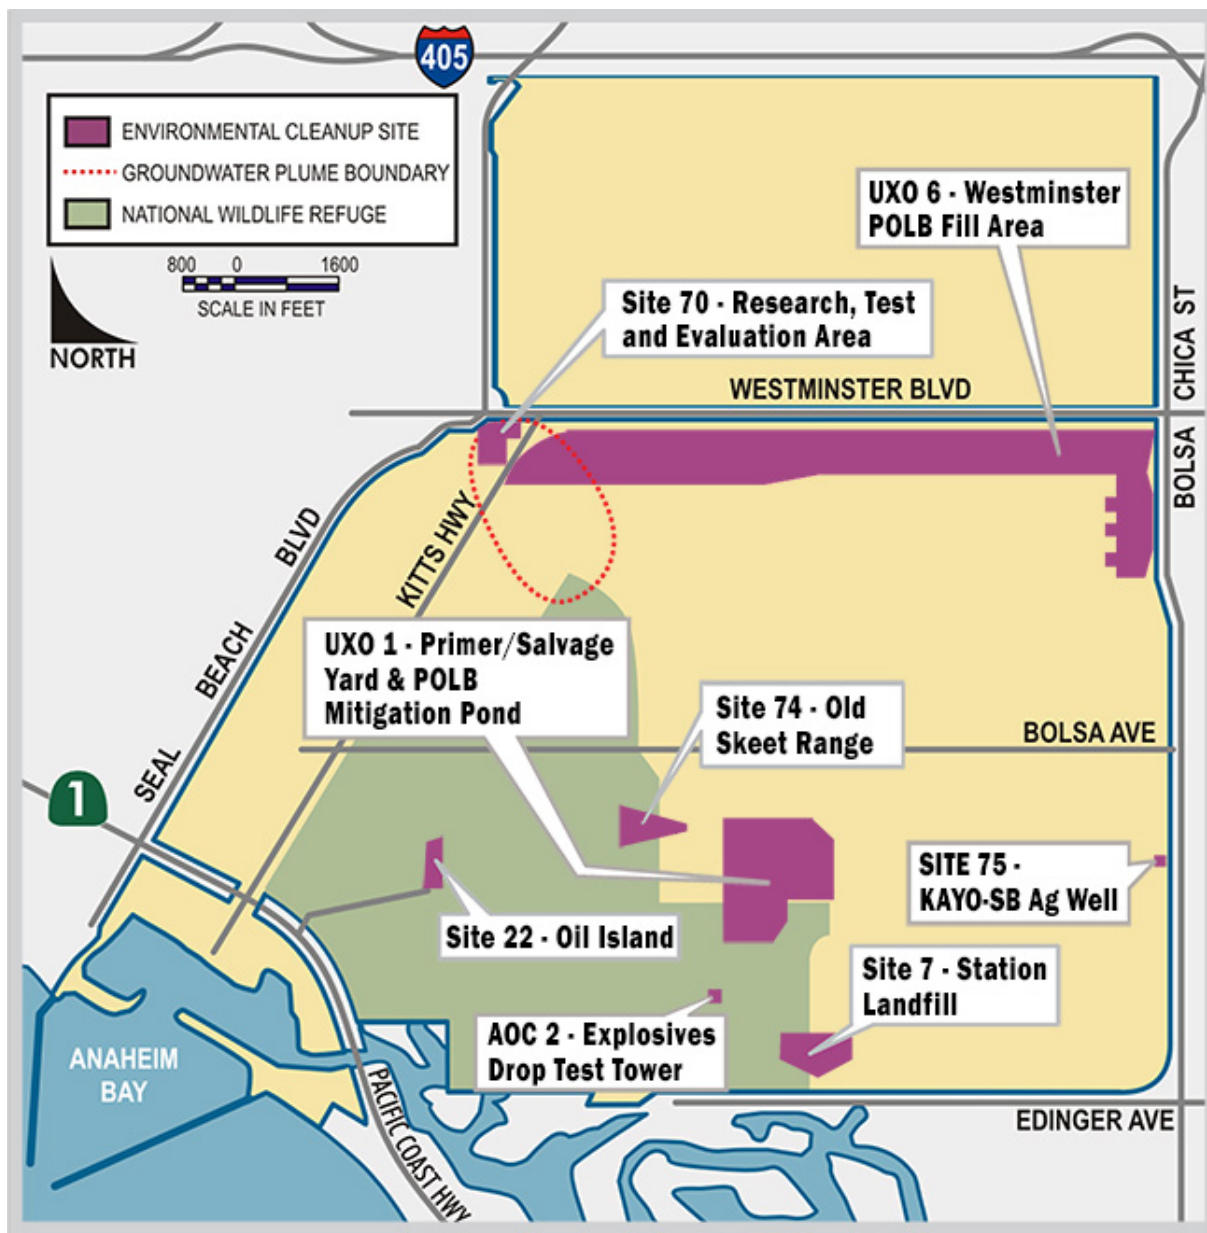 405
ENVIRONMENTAL CLEANUP SITE
GROUNDWATER PLUME BOUNDARY
NATIONAL WILDLIFE REFUGE
800 0 1600
SCALE IN FEET
NORTH
UXO 6 - Westminster
POLB Fill Area
Site 70 - Research, Test
and Evaluation Area
WESTMINSTER BLVD
BOLSA CHICA ST
SEAL BEACH BLVD
KITTS HWY
UXO 1 - Primer/Salvage
Yard & POLB
Mitigation Pond
Site 74 - Old
Skeet Range
BOLSA AVE
1
SITE 75 -
KAYO-SB Ag Well
Site 22 - Oil Island
Site 7 - Station
Landfill
AOC 2 - Explosives
Drop Test Tower
ANAHEIM
BAY
PACIFIC COAST HWY
EDINGER AVE